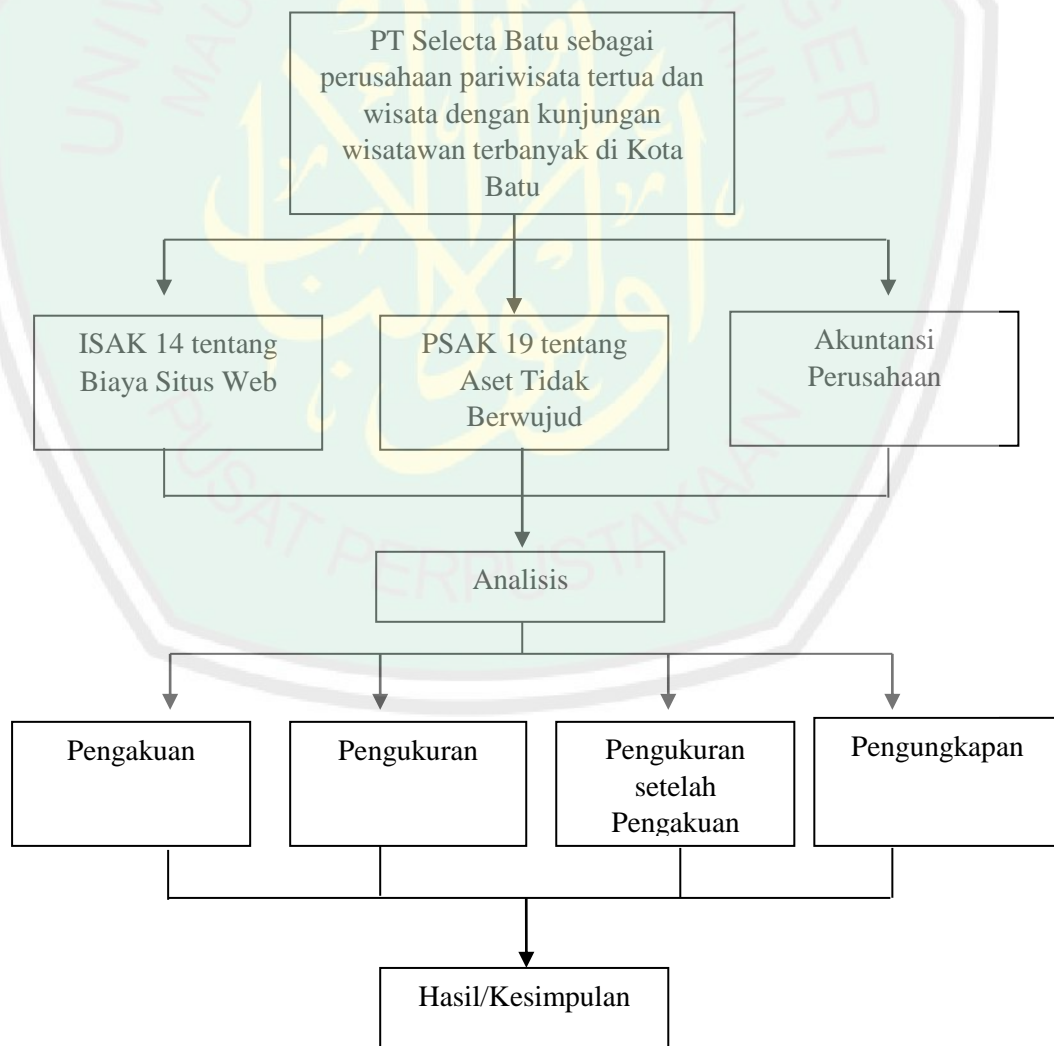 PT Selecta Batu sebagai
perusahaan pariwisata tertua dan
wisata dengan kunjungan
wisatawan terbanyak di Kota
Batu
ISAK 14 tentang
Biaya Situs Web
PSAK 19 tentang
Aset Tidak
Berwujud
Akuntansi
Perusahaan
PUSAT PERPUSTAKAAN
Analisis
Pengakuan
Pengukuran
Pengukuran
setelah
Pengakuan
Pengungkapan
Hasil/Kesimpulan